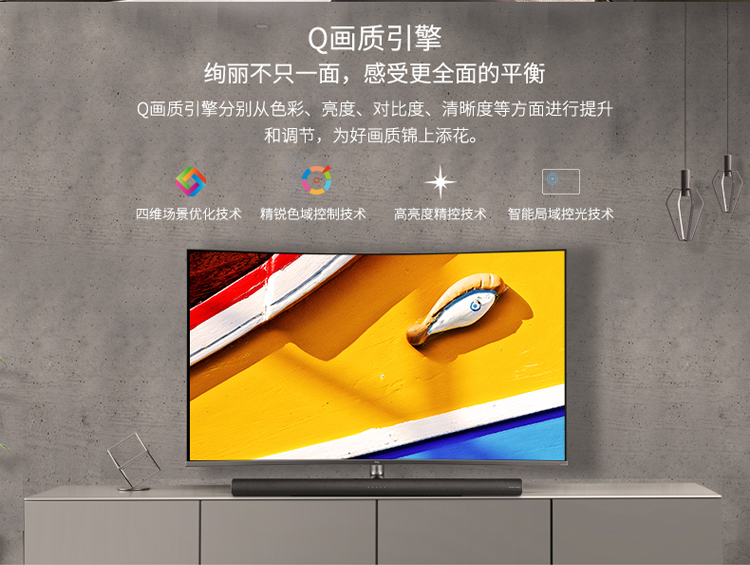 Q画质引擎
绚丽不只一面，感受更全面的平衡
Q画质引擎分别从色彩、亮度、对比度、清晰度等方面进行提升
和调节，为好画质锦上添花。
四维场景优化技术 精锐色域控制技术 高亮度精控技术 智能局域控光技术